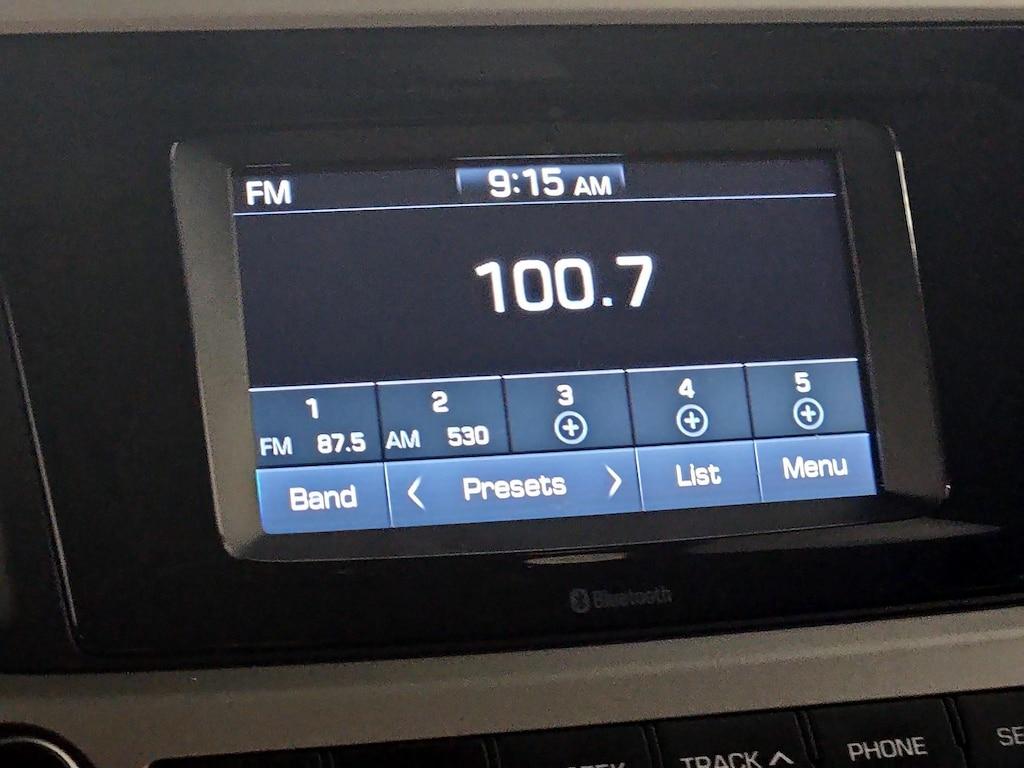 FM 9:15 AM
100.7
1 2 3 4 5
FM 87.5 AM 530
Band < Presets > List Menu
Bluetooth
TRACK PHONE